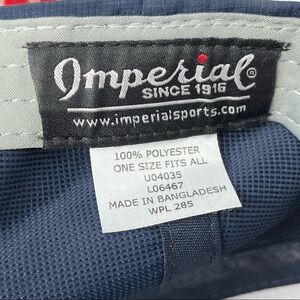 Imperial®
SINCE 1916
www.imperialsports.com
100% POLYESTER
ONE SIZE FITS ALL
U04035
L06467
MADE IN BANGLADESH
WPL 285